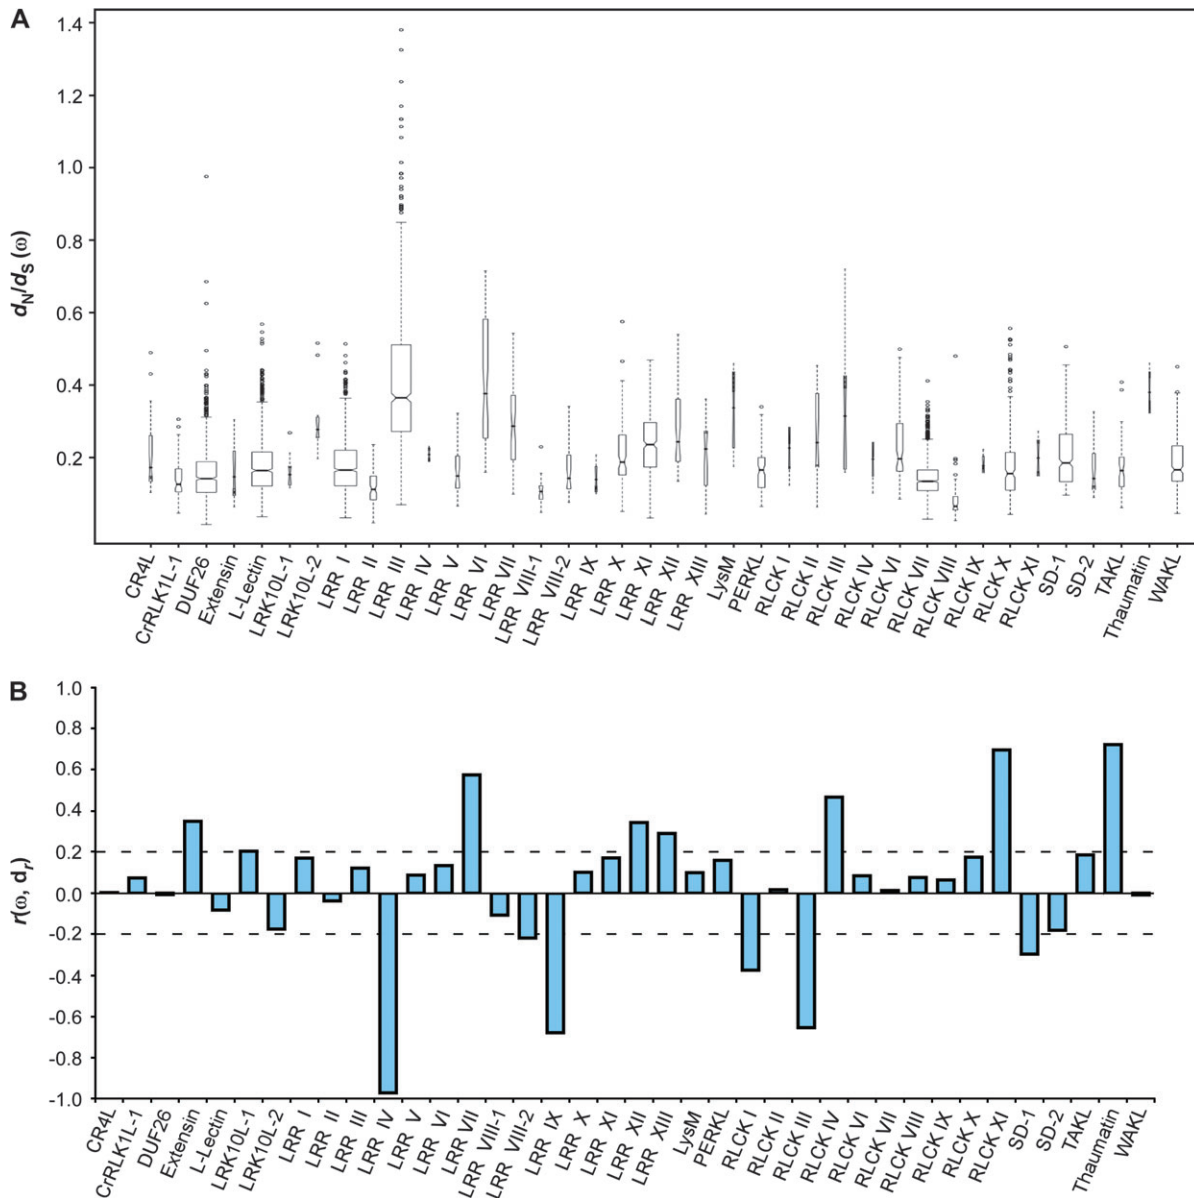 A
1.4
1.2
1.0
0.8
0.6
0.4
0.2
dN/dS (ω)
CR4L
CrRLK1L-1
DUF26
Extensin
L-Lectin
LRK10L-1
LRK10L-2
LRR I
LRR II
LRR III
LRR IV
LRR V
LRR VI
LRR VII
LRR VIII-1
LRR VIII-2
LRR IX
LRR X
LRR XI
LRR XII
LRR XIII
LysM
PERKL
RLCK I
RLCK II
RLCK III
RLCK IV
RLCK VI
RLCK VII
RLCK VIII
RLCK IX
RLCK X
RLCK XI
SD-1
SD-2
TAKL
Thaumatin
WAKL
B
1.0
0.8
0.6
0.4
0.2
0.0
-0.2
-0.4
-0.6
-0.8
-1.0
r(ω, dr)
CR4L
CrRLK1L-1
DUF26
Extensin
L-Lectin
LRK10L-1
LRK10L-2
LRR I
LRR II
LRR III
LRR IV
LRR V
LRR VI
LRR VII
LRR VIII-1
LRR VIII-2
LRR IX
LRR X
LRR XI
LRR XII
LRR XIII
LysM
PERKL
RLCK I
RLCK II
RLCK III
RLCK IV
RLCK VI
RLCK VII
RLCK VIII
RLCK IX
RLCK X
RLCK XI
SD-1
SD-2
TAKL
Thaumatin
WAKL